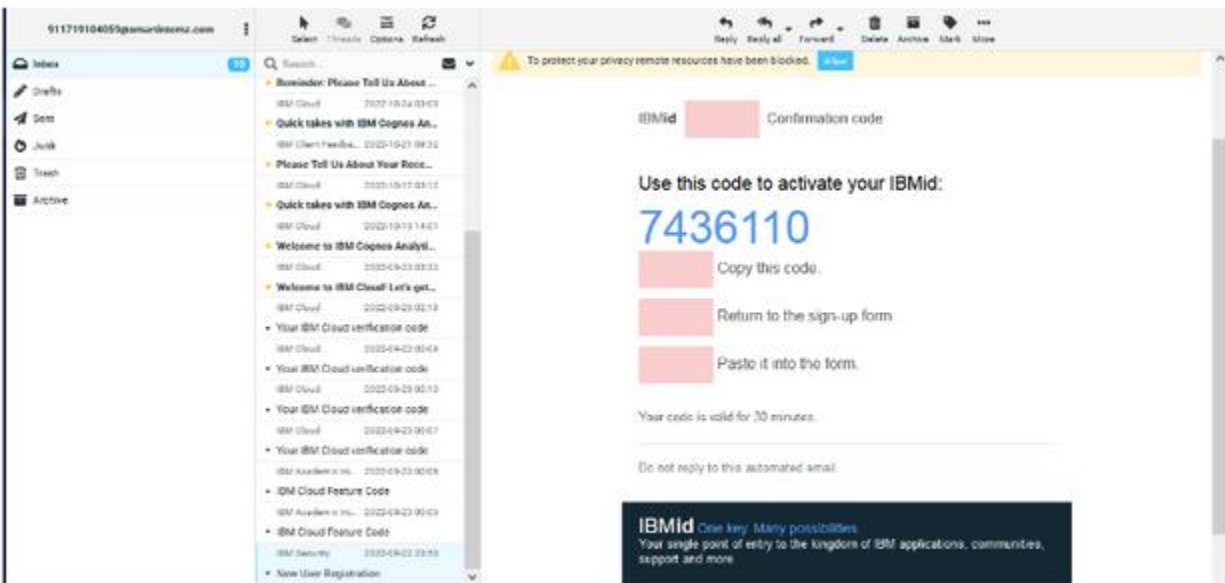 Select Threads Options Refresh
Reply Reply all Forward Delete Archive Mark More
Inbox
Drafts
Sent
Junk
Trash
Archive
Search...
Reminder: Please Tell Us About ...
IBM Cloud
Quick takes with IBM Cognos An...
IBM Client Feedba...
Please Tell Us About Your Rece...
IBM Cloud
Quick takes with IBM Cognos An...
IBM Cloud
Welcome to IBM Cognos Analyti...
IBM Cloud
Welcome to IBM Cloud! Let's get...
IBM Cloud
Your IBM Cloud verification code
IBM Cloud
Your IBM Cloud verification code
IBM Cloud
Your IBM Cloud verification code
IBM Cloud
Your IBM Cloud verification code
IBM Academic Ini...
IBM Cloud Feature Code
IBM Academic Ini...
IBM Cloud Feature Code
IBM Security
New User Registration
To protect your privacy remote resources have been blocked. Allow
IBMid Confirmation code
Use this code to activate your IBMid:
7436110
Copy this code.
Return to the sign-up form
Paste it into the form.
Your code is valid for 30 minutes.
Do not reply to this automated email.
IBMid One key. Many possibilities.
Your single point of entry to the kingdom of IBM applications, communities,
support and more